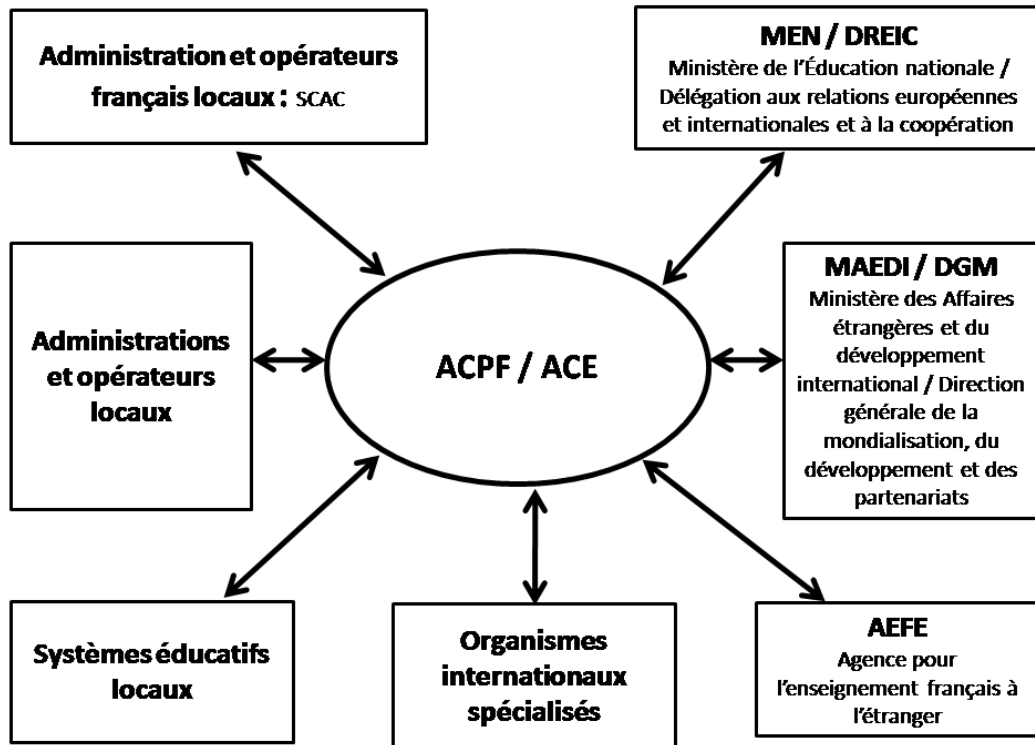 Administration et opérateurs
français locaux : SCAC
MEN / DREIC
Ministère de l'Éducation nationale /
Délégation aux relations européennes
et internationales et à la coopération
Administrations
et opérateurs
locaux
ACPF / ACE
MAEDI / DGM
Ministère des Affaires
étrangères et du
développement
international / Direction
générale de la
mondialisation, du
développement et des
partenariats
Systèmes éducatifs
locaux
Organismes
internationaux
spécialisés
AEFE
Agence pour
l'enseignement français à
l'étranger